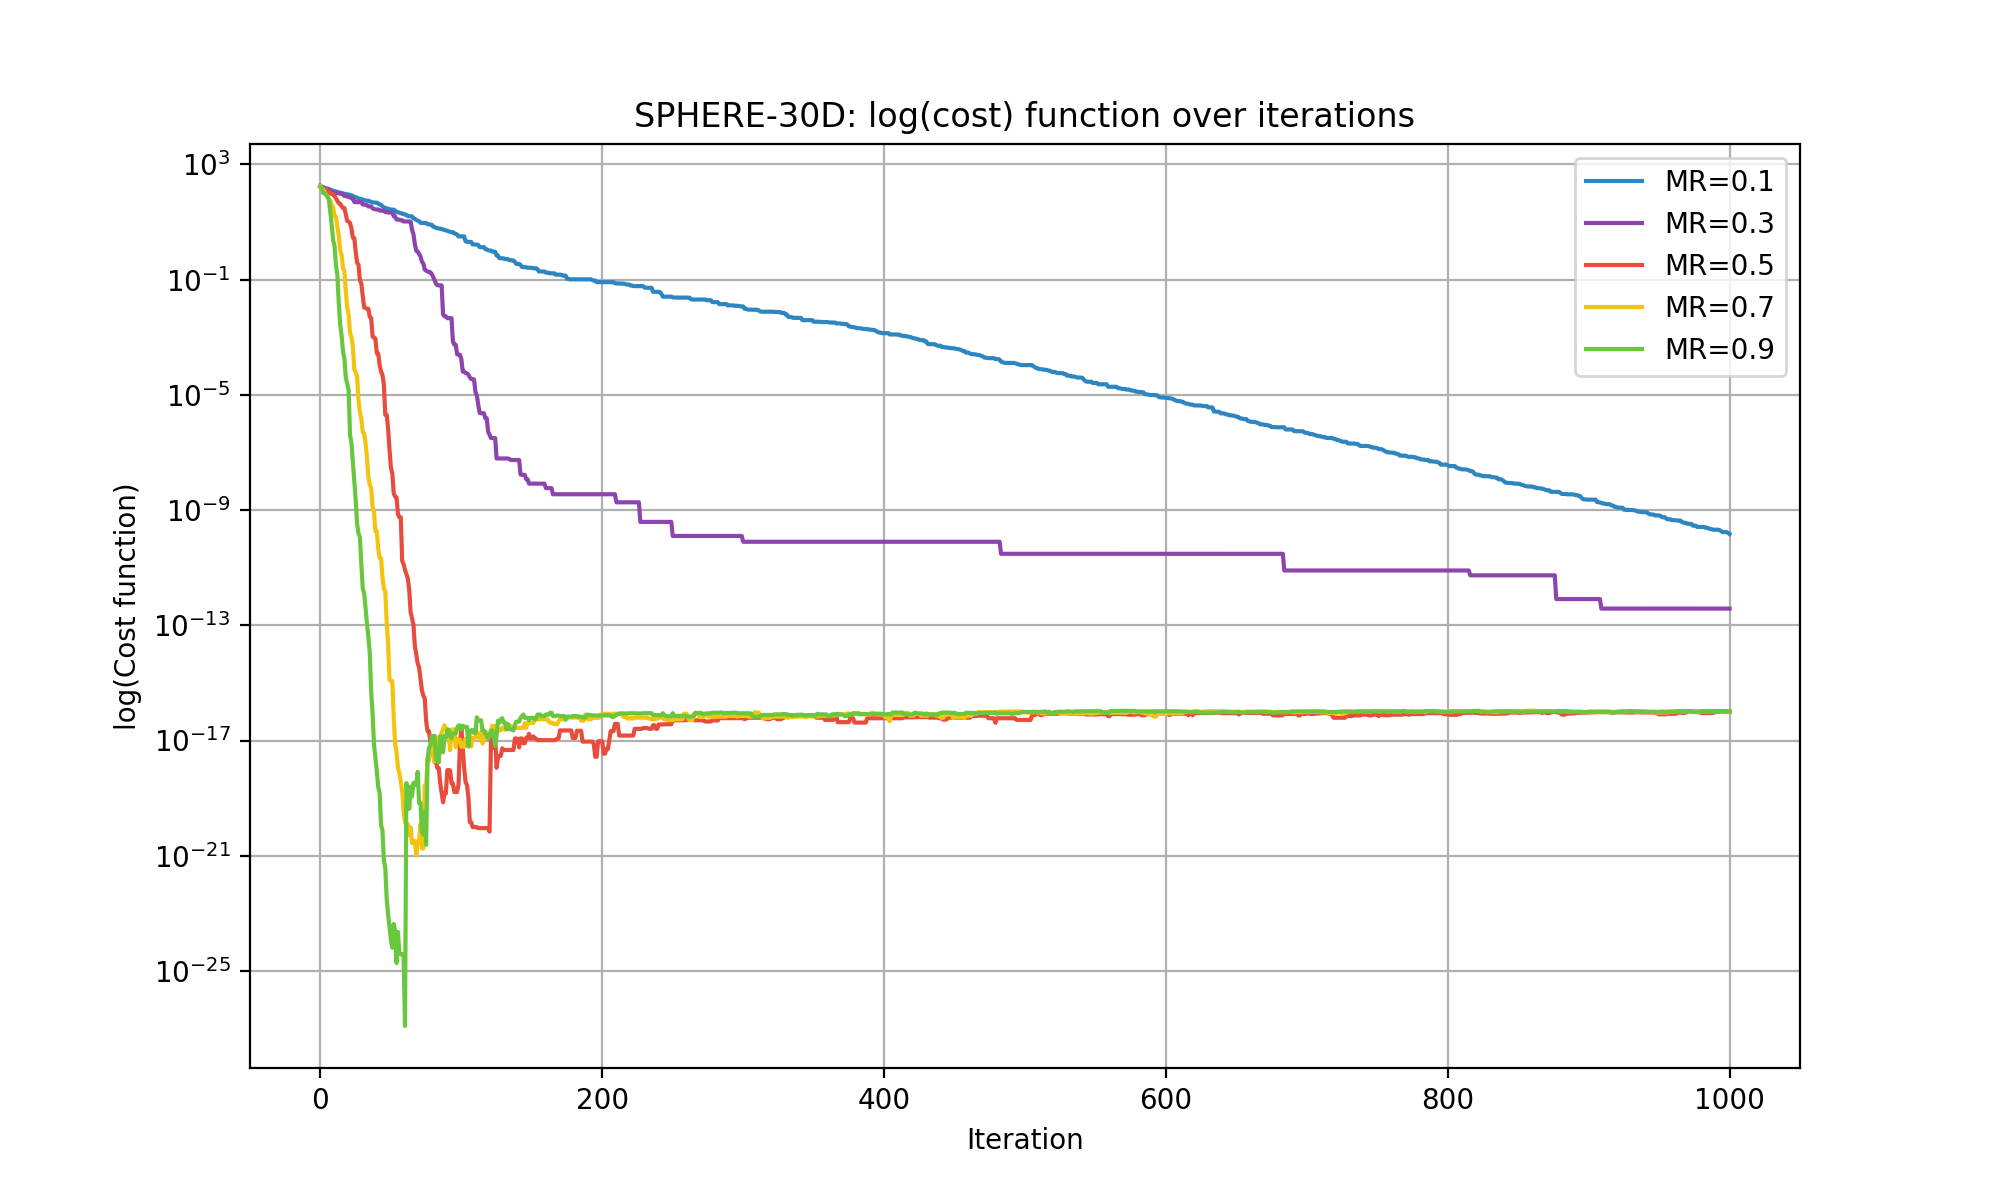 SPHERE-30D: log(cost) function over iterations
log(Cost function)
10³
10⁻¹
10⁻⁵
10⁻⁹
10⁻¹³
10⁻¹⁷
10⁻²¹
10⁻²⁵
MR=0.1
MR=0.3
MR=0.5
MR=0.7
MR=0.9
0 200 400 600 800 1000
Iteration